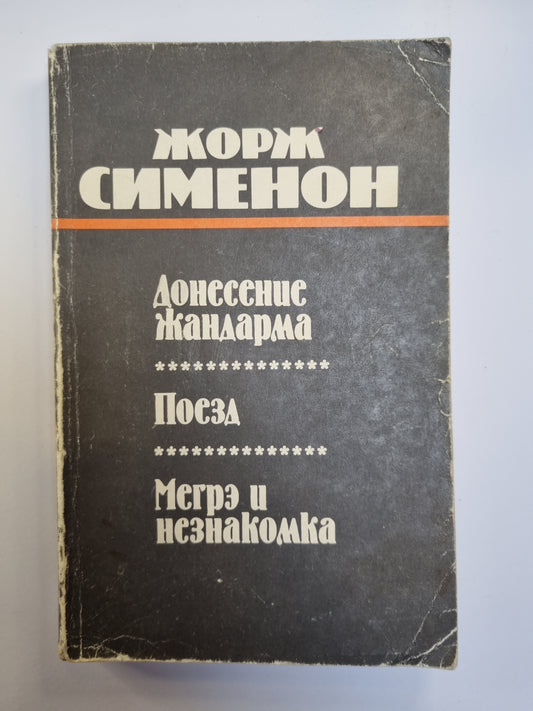 ЖОРЖ
СИМЕНОН
Донесение
жандарма
**************
Поезд
**************
Мегрэ и
незнакомка